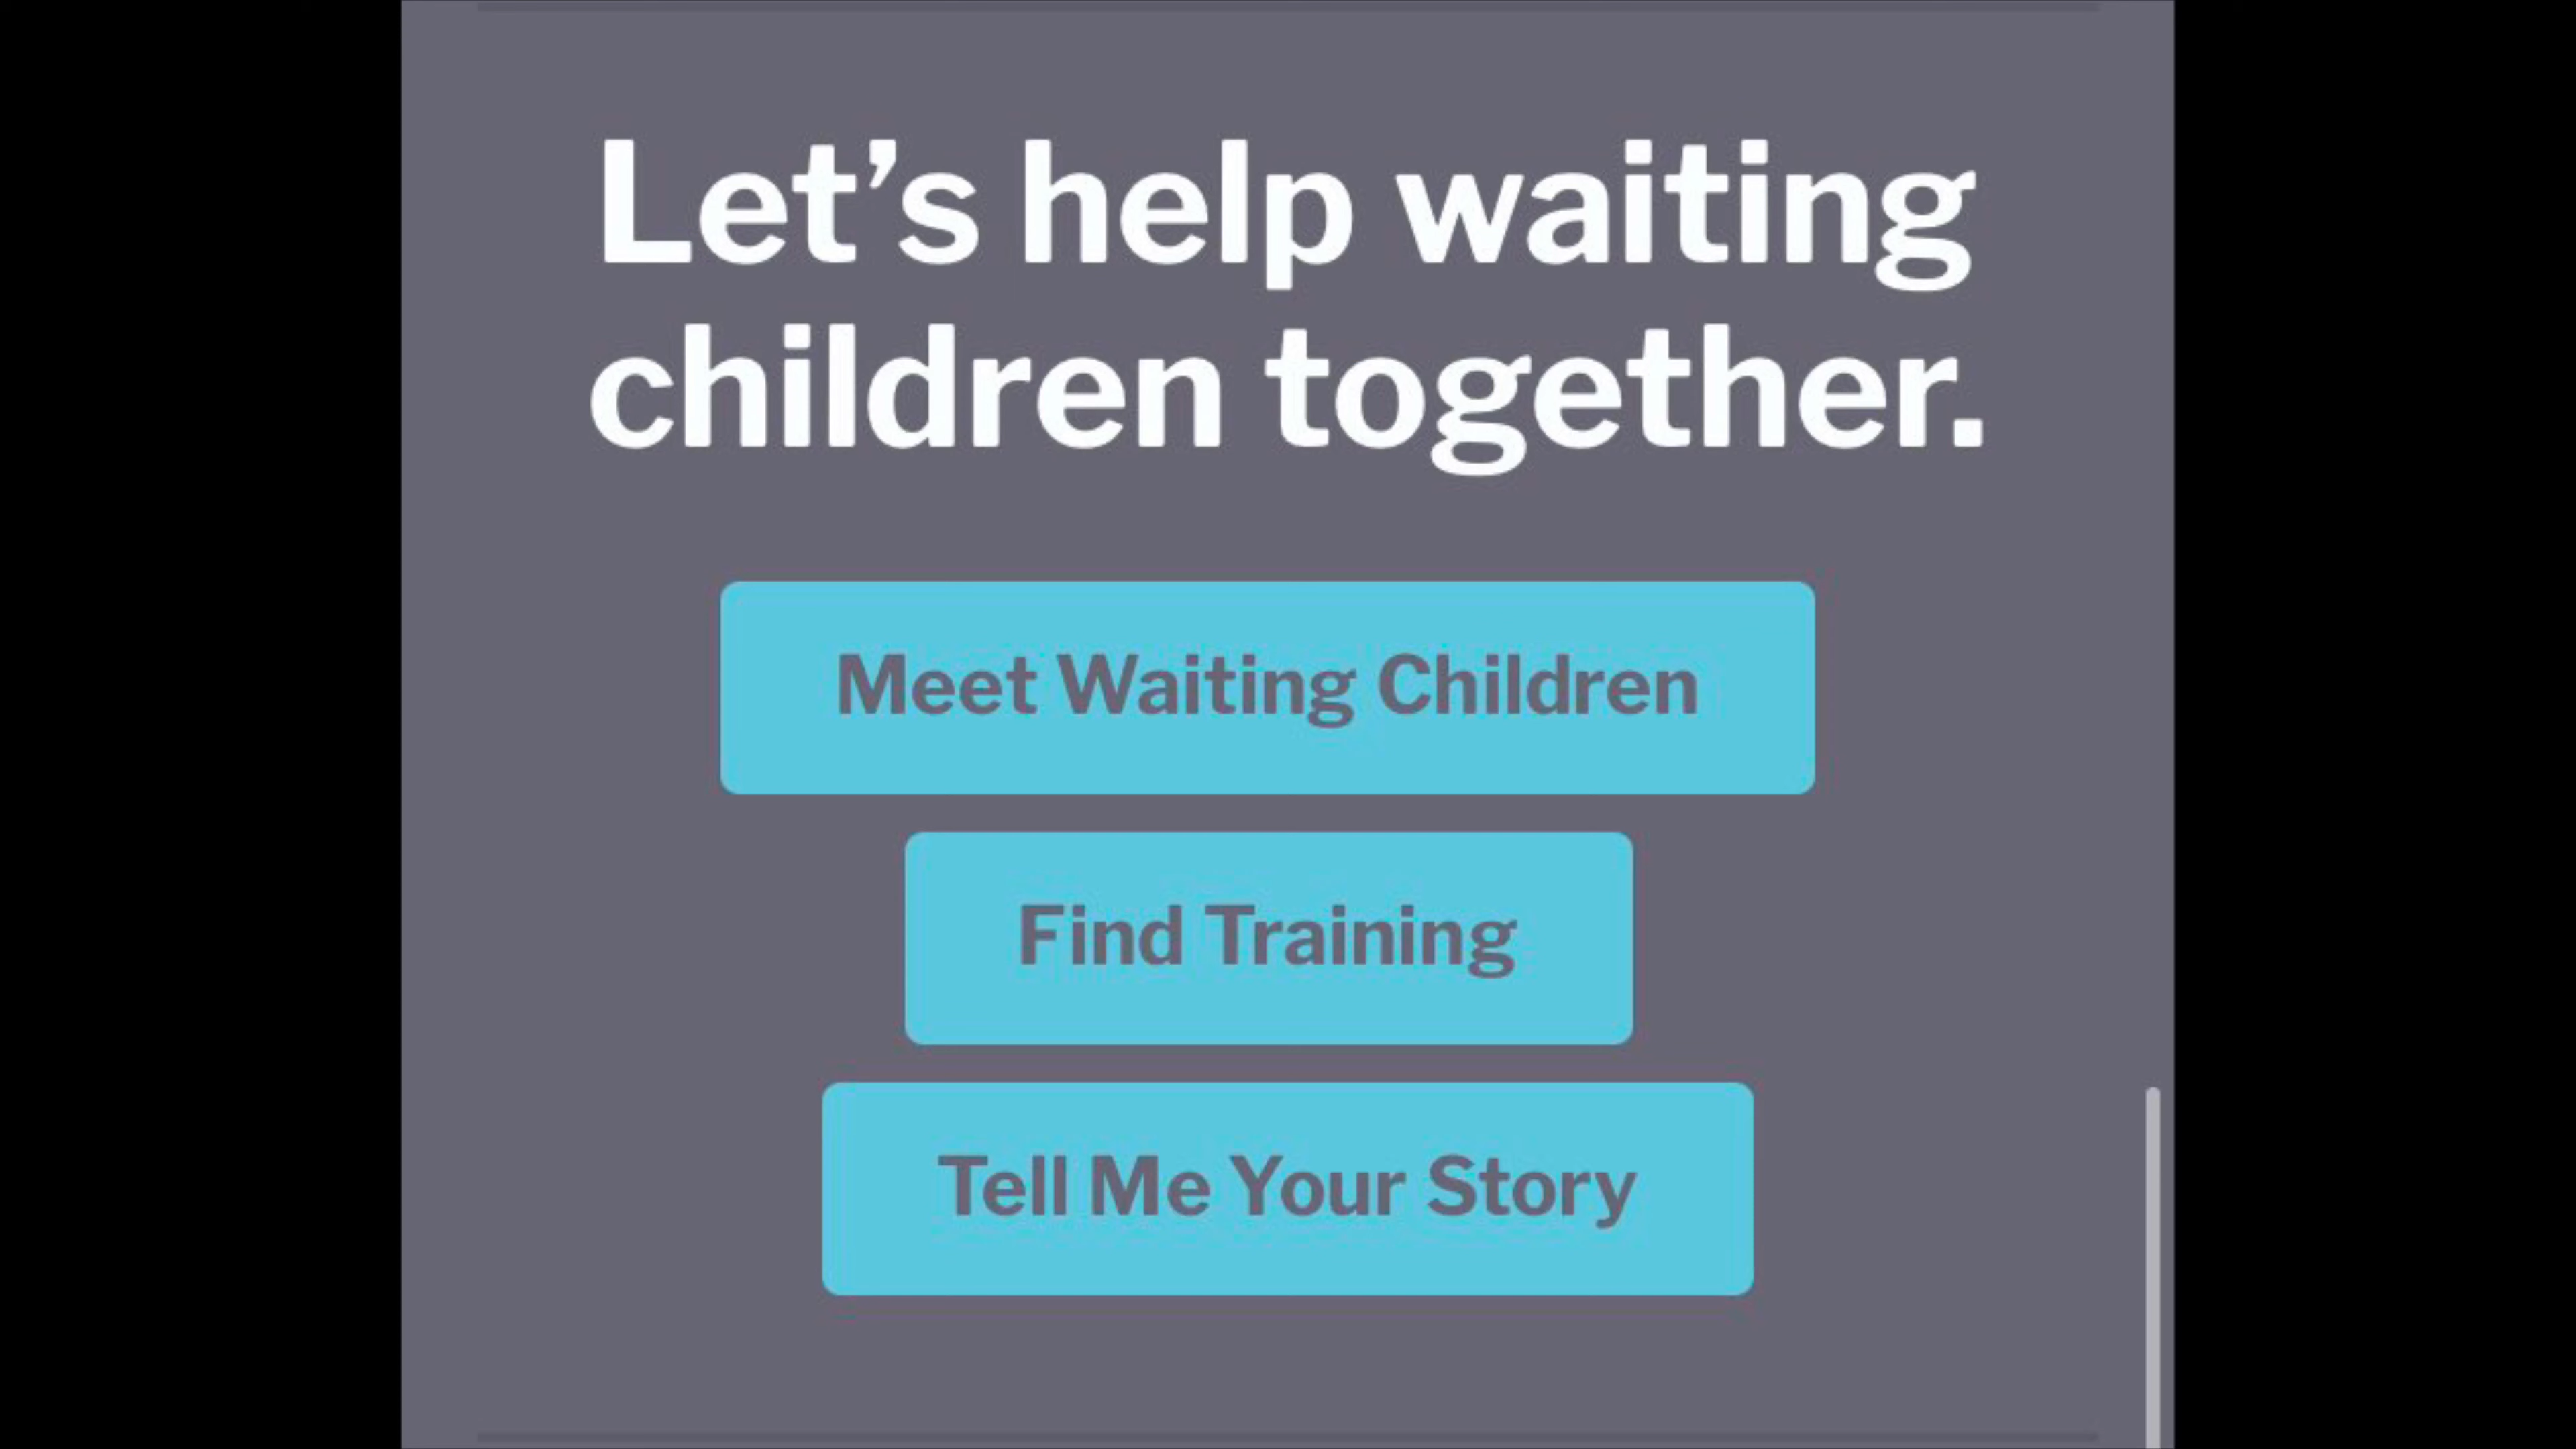 Let’s help waiting
children together.
Meet Waiting Children
Find Training
Tell Me Your Story